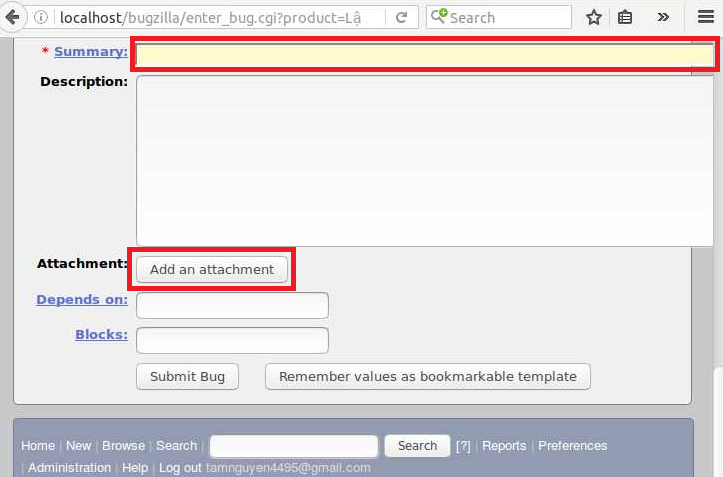 localhost/bugzilla/enter_bug.cgi?product=Lậ
Search
* Summary:
Description:
Attachment: Add an attachment
Depends on:
Blocks:
Submit Bug Remember values as bookmarkable template
Home | New | Browse | Search | Search [?] | Reports | Preferences
| Administration | Help | Log out tamnguyen4495@gmail.com